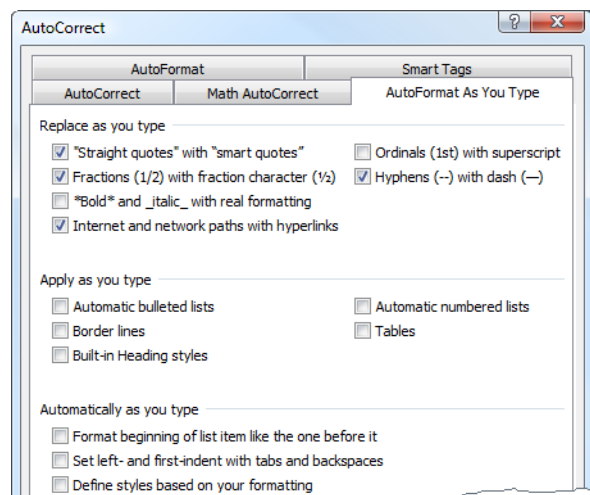 AutoCorrect
AutoFormat Smart Tags
AutoCorrect Math AutoCorrect AutoFormat As You Type
Replace as you type
"Straight quotes" with “smart quotes” Ordinals (1st) with superscript
Fractions (1/2) with fraction character (½) Hyphens (--) with dash (—)
*Bold* and _italic_ with real formatting
Internet and network paths with hyperlinks
Apply as you type
Automatic bulleted lists Automatic numbered lists
Border lines Tables
Built-in Heading styles
Automatically as you type
Format beginning of list item like the one before it
Set left- and first-indent with tabs and backspaces
Define styles based on your formatting